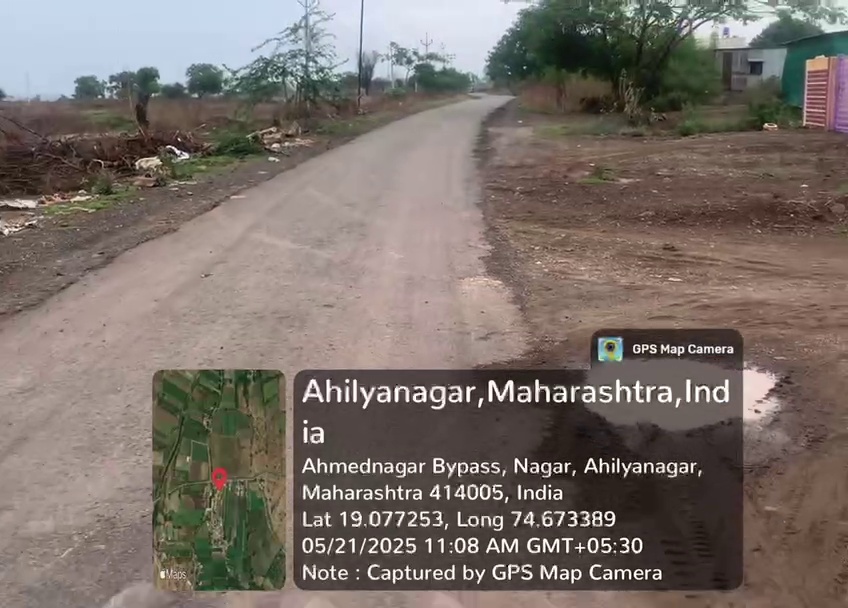 GPS Map Camera
Ahilyanagar,Maharashtra,Ind
ia
Ahmednagar Bypass, Nagar, Ahilyanagar,
Maharashtra 414005, India
Lat 19.077253, Long 74.673389
05/21/2025 11:08 AM GMT+05:30
Note : Captured by GPS Map Camera
Maps